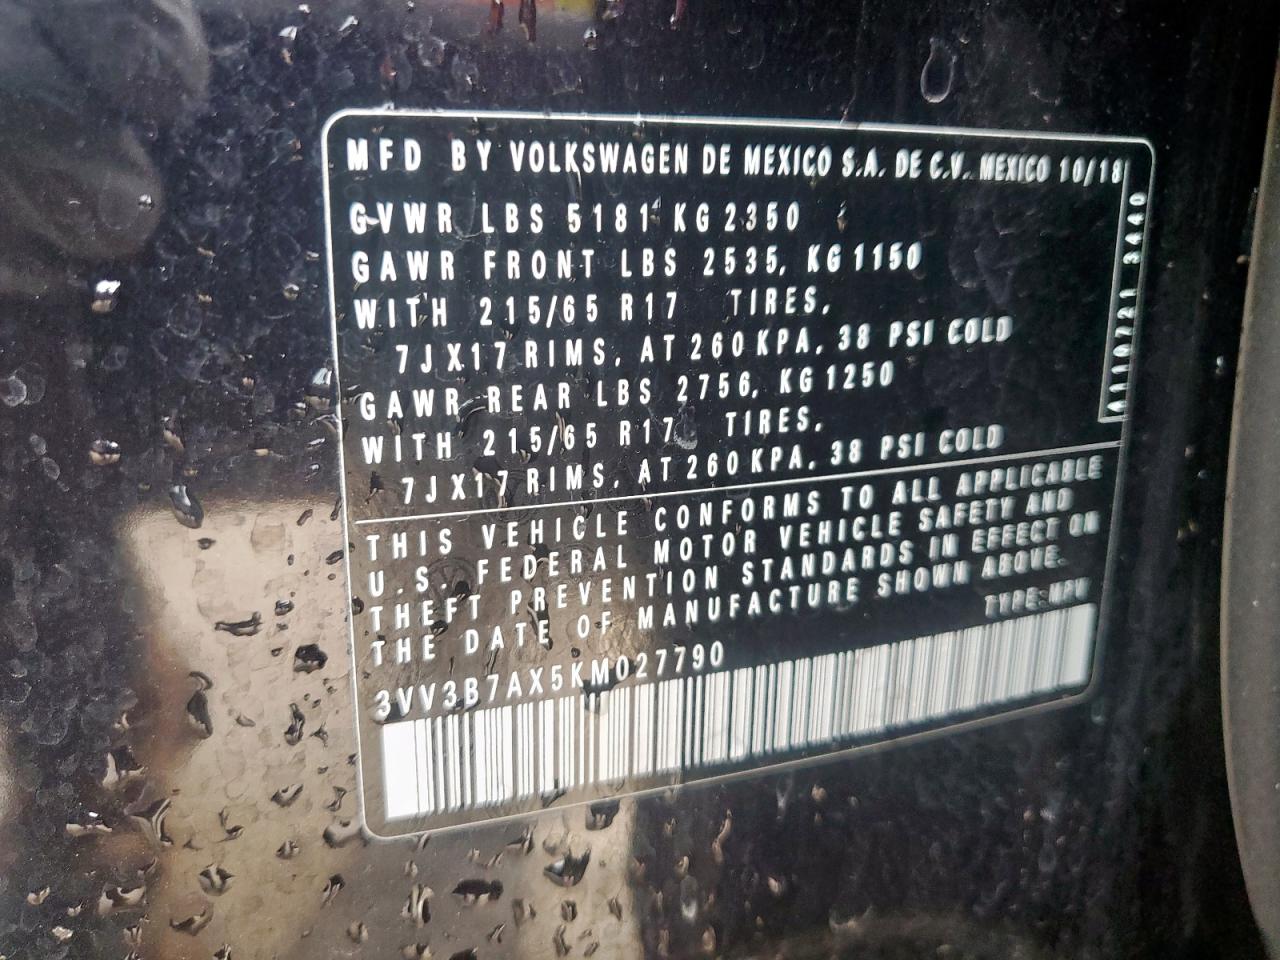 MFD BY VOLKSWAGEN DE MEXICO S.A. DE C.V. MEXICO 10/18
GVWR LBS 5181 KG 2350
GAWR FRONT LBS 2535, KG 1150
WITH 215/65 R17 TIRES,
7JX17 RIMS, AT 260 KPA, 38 PSI COLD
GAWR REAR LBS 2756, KG 1250
WITH 215/65 R17 TIRES,
7JX17 RIMS, AT 260 KPA, 38 PSI COLD
THIS VEHICLE CONFORMS TO ALL APPLICABLE
U.S. FEDERAL MOTOR VEHICLE SAFETY AND
THEFT PREVENTION STANDARDS IN EFFECT ON
THE DATE OF MANUFACTURE SHOWN ABOVE.
TYPE:MPV
3VV3B7AX5KM027790
3440